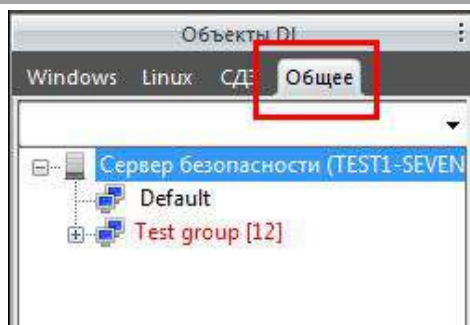 Объекты DL
Windows Linux СДЗ Общее
Сервер безопасности (TEST1-SEVEN
Default
Test group [12]